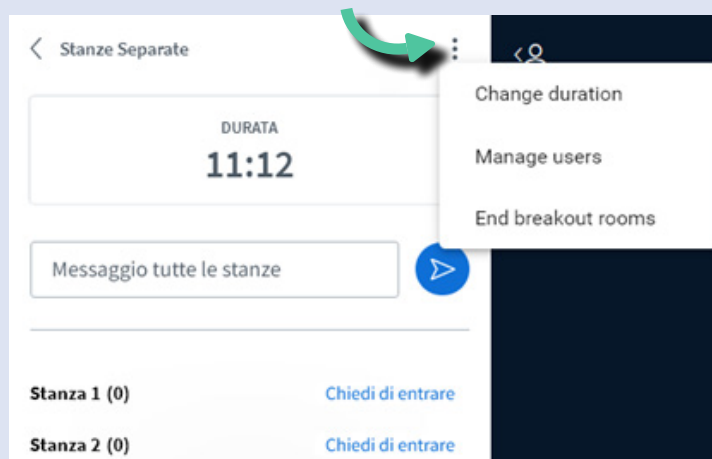 Stanze Separate
DURATA
11:12
Change duration
Manage users
End breakout rooms
Messaggio tutte le stanze
Stanza 1 (0) Chiedi di entrare
Stanza 2 (0) Chiedi di entrare